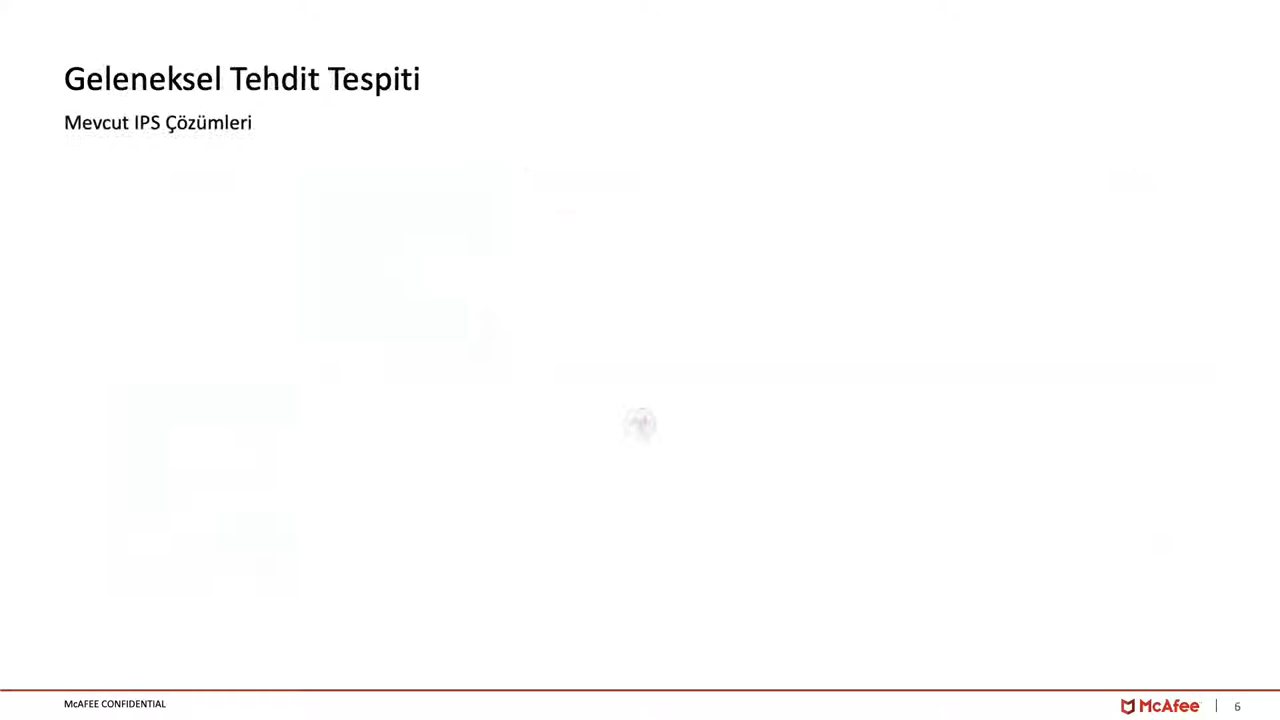 Geleneksel Tehdit Tespiti
Mevcut IPS Çözümleri
McAFEE CONFIDENTIAL
McAfee
6